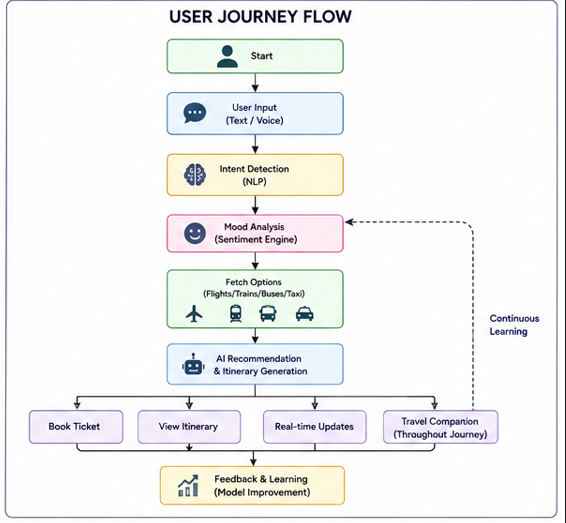 USER JOURNEY FLOW
Start
User Input
(Text / Voice)
Intent Detection
(NLP)
Mood Analysis
(Sentiment Engine)
Fetch Options
(Flights/Trains/Buses/Taxi)
Continuous
Learning
AI Recommendation
& Itinerary Generation
Book Ticket
View Itinerary
Real-time Updates
Travel Companion
(Throughout Journey)
Feedback & Learning
(Model Improvement)